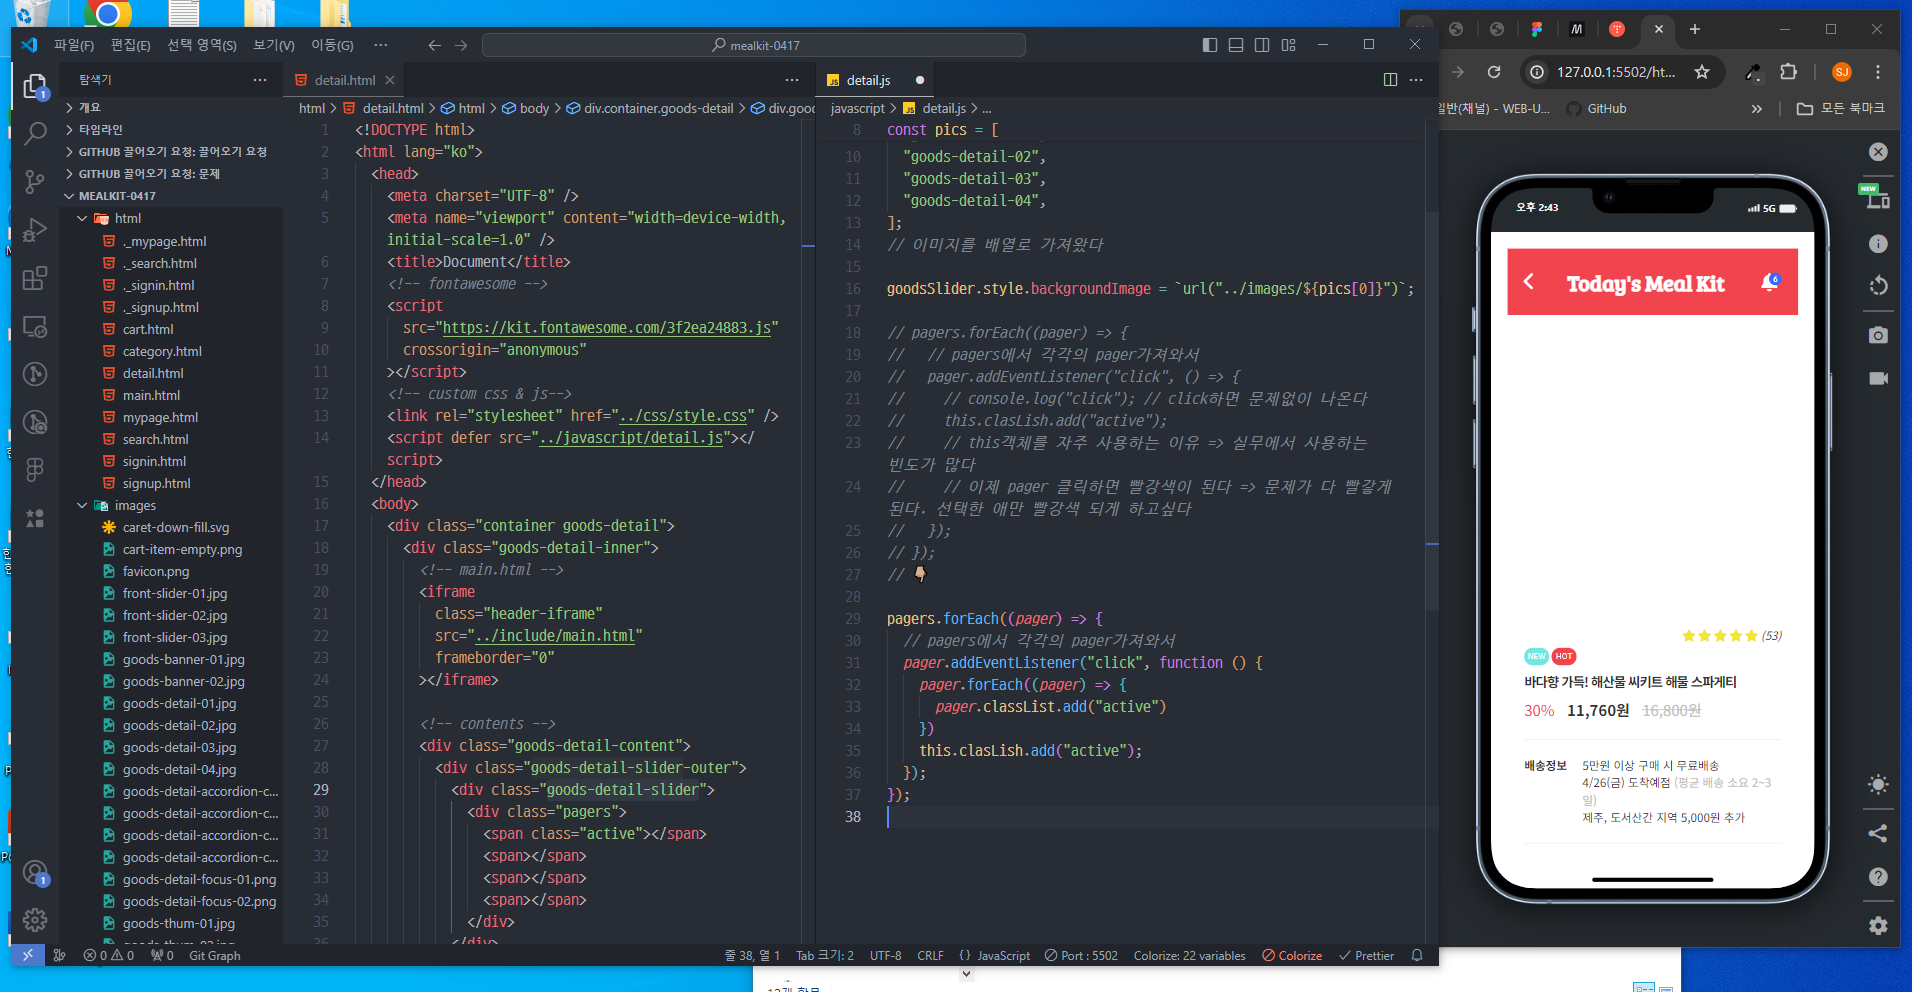 파일(F) 편집(E) 선택 영역(S) 보기(V) 이동(G) ··· mealkit-0417
탐색기 ···
개요
타임라인
GITHUB 끌어오기 요청: 끌어오기 요청
GITHUB 끌어오기 요청: 문제
MEALKIT-0417
html
._mypage.html
._search.html
._signin.html
._signup.html
cart.html
category.html
detail.html
main.html
mypage.html
search.html
signin.html
signup.html
images
caret-down-fill.svg
cart-item-empty.png
favicon.png
front-slider-01.jpg
front-slider-02.jpg
front-slider-03.jpg
goods-banner-01.jpg
goods-banner-02.jpg
goods-detail-01.jpg
goods-detail-02.jpg
goods-detail-03.jpg
goods-detail-04.jpg
goods-detail-accordion-c...
goods-detail-accordion-c...
goods-detail-accordion-c...
goods-detail-accordion-c...
goods-detail-focus-01.png
goods-detail-focus-02.png
goods-thum-01.jpg
detail.html ···
html > detail.html > html > body > div.container.goods-detail > div.good
1 <!DOCTYPE html>
2 <html lang="ko">
3 <head>
4 <meta charset="UTF-8" />
5 <meta name="viewport" content="width=device-width,
initial-scale=1.0" />
6 <title>Document</title>
7 <!-- fontawesome -->
8 <script
9 src="https://kit.fontawesome.com/3f2ea24883.js"
10 crossorigin="anonymous"
11 ></script>
12 <!-- custom css & js-->
13 <link rel="stylesheet" href="../css/style.css" />
14 <script defer src="../javascript/detail.js"></
script>
15 </head>
16 <body>
17 <div class="container goods-detail">
18 <div class="goods-detail-inner">
19 <!-- main.html -->
20 <iframe
21 class="header-iframe"
22 src="../include/main.html"
23 frameborder="0"
24 ></iframe>
25
26 <!-- contents -->
27 <div class="goods-detail-content">
28 <div class="goods-detail-slider-outer">
29 <div class="goods-detail-slider">
30 <div class="pagers">
31 <span class="active"></span>
32 <span></span>
33 <span></span>
34 <span></span>
35 </div>
36 </div>
JS detail.js ···
javascript > JS detail.js > ...
8 const pics = [
10 "goods-detail-02",
11 "goods-detail-03",
12 "goods-detail-04",
13 ];
14 // 이미지를 배열로 가져왔다
15
16 goodsSlider.style.backgroundImage = `url("../images/${pics[0]}")`;
17
18 // pagers.forEach((pager) => {
19 // // pagers에서 각각의 pager가져와서
20 // pager.addEventListener("click", () => {
21 // // console.log("click"); // click하면 문제없이 나온다
22 // this.clasList.add("active");
23 // // this객체를 자주 사용하는 이유 => 실무에서 사용하는
빈도가 많다
24 // // 이제 pager 클릭하면 빨강색이 된다 => 문제가 다 빨갛게
된다. 선택한 애만 빨강색 되게 하고싶다
25 // });
26 // });
27 // 👇🏼
28
29 pagers.forEach((pager) => {
30 // pagers에서 각각의 pager가져와서
31 pager.addEventListener("click", function () {
32 pager.forEach((pager) => {
33 pager.classList.add("active")
34 })
35 this.clasLish.add("active");
36 });
37 });
38
0 0 0 Git Graph 줄 38, 열 1 Tab 크기: 2 UTF-8 CRLF {} JavaScript Port : 5502 Colorize: 22 variables Colorize Prettier
127.0.0.1:5502/ht... SJ
일반(채널) - WEB-U... GitHub » 모든 북마크
NEW
오후 2:43 5G
Today's Meal Kit 6
(53)
NEW HOT
바다향 가득! 해산물 씨키트 해물 스파게티
30% 11,760원 16,800원
배송정보 5만원 이상 구매 시 무료배송
4/26(금) 도착예정 (평균 배송 소요 2~3
일)
제주, 도서산간 지역 5,000원 추가